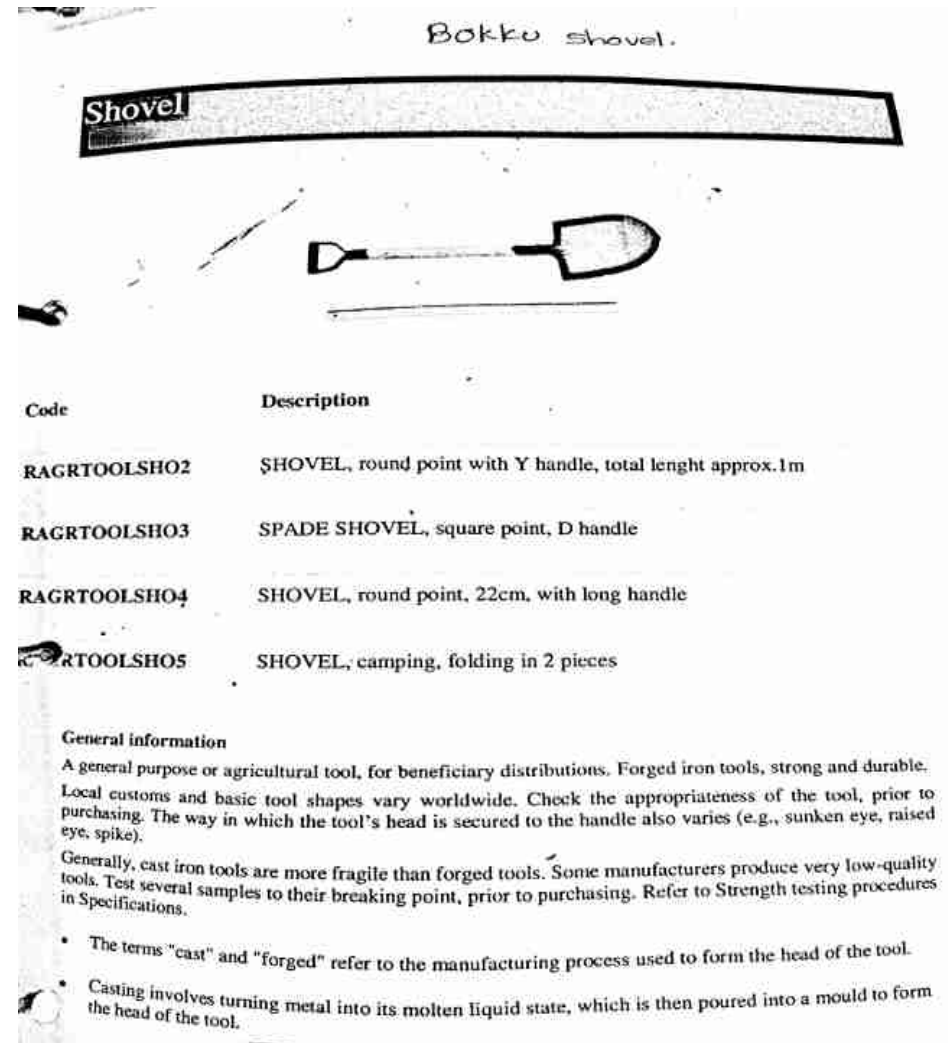 Bokku shovel.
Shovel
Code Description
RAGRTOOLSHO2 SHOVEL, round point with Y handle, total lenght approx.1m
RAGRTOOLSHO3 SPADE SHOVEL, square point, D handle
RAGRTOOLSHO4 SHOVEL, round point, 22cm, with long handle
RTOOLSHO5 SHOVEL, camping, folding in 2 pieces
General information
A general purpose or agricultural tool, for beneficiary distributions. Forged iron tools, strong and durable.
Local customs and basic tool shapes vary worldwide. Check the appropriateness of the tool, prior to
purchasing. The way in which the tool's head is secured to the handle also varies (e.g., sunken eye, raised
eye, spike).
Generally, cast iron tools are more fragile than forged tools. Some manufacturers produce very low-quality
tools. Test several samples to their breaking point, prior to purchasing. Refer to Strength testing procedures
in Specifications.
• The terms "cast" and "forged" refer to the manufacturing process used to form the head of the tool.
• Casting involves turning metal into its molten liquid state, which is then poured into a mould to form
the head of the tool.